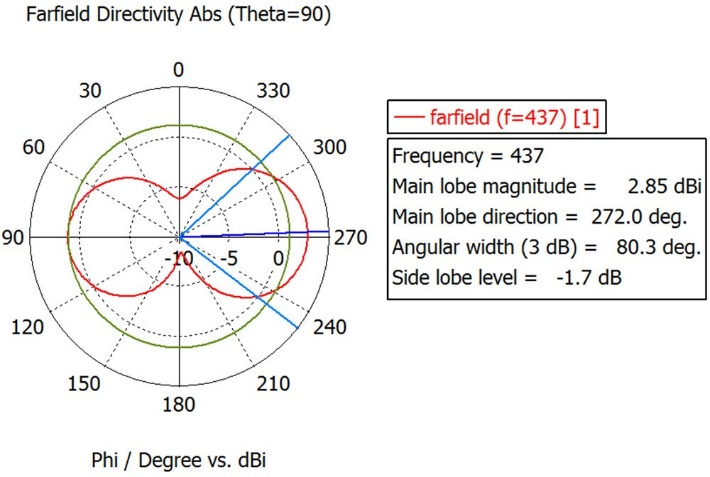 Farfield Directivity Abs (Theta=90)
0
30
330
60
300
90
-10
-5
0
270
120
240
150
210
180
Phi / Degree vs. dBi
farfield (f=437) [1]
Frequency = 437
Main lobe magnitude = 2.85 dBi
Main lobe direction = 272.0 deg.
Angular width (3 dB) = 80.3 deg.
Side lobe level = -1.7 dB